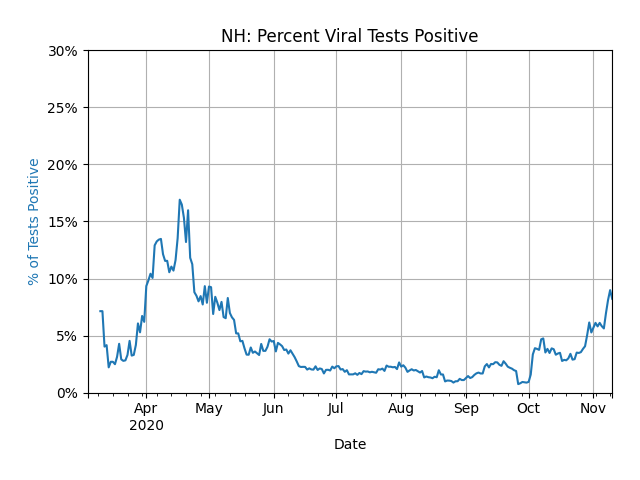 NH: Percent Viral Tests Positive
30%
25%
20%
15%
10%
5%
0%
% of Tests Positive
Apr May Jun Jul Aug Sep Oct Nov
2020
Date